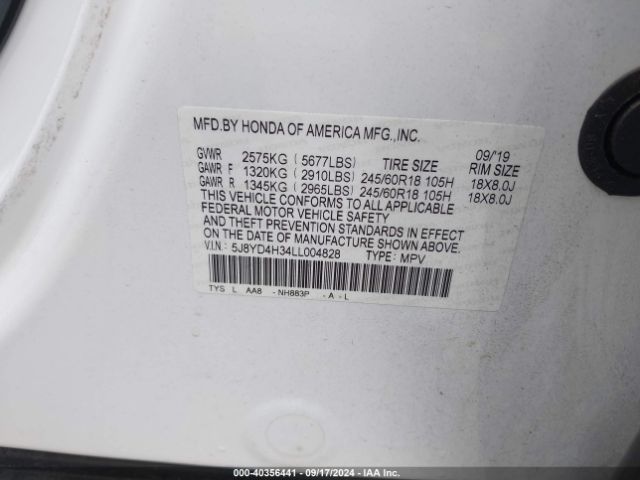 MFD.BY HONDA OF AMERICA MFG.,INC.
GVWR 2575KG ( 5677LBS) TIRE SIZE 09/'19 RIM SIZE
GAWR F 1320KG ( 2910LBS) 245/60R18 105H 18X8.0J
GAWR R 1345KG ( 2965LBS) 245/60R18 105H 18X8.0J
THIS VEHICLE CONFORMS TO ALL APPLICABLE
FEDERAL MOTOR VEHICLE SAFETY
AND THEFT PREVENTION STANDARDS IN EFFECT
ON THE DATE OF MANUFACTURE SHOWN ABOVE.
V.I.N.: 5J8YD4H34LL004828 TYPE: MPV
TYS L AA8 - NH883P - A - L
000-40356441 - 09/17/2024 - IAA Inc.